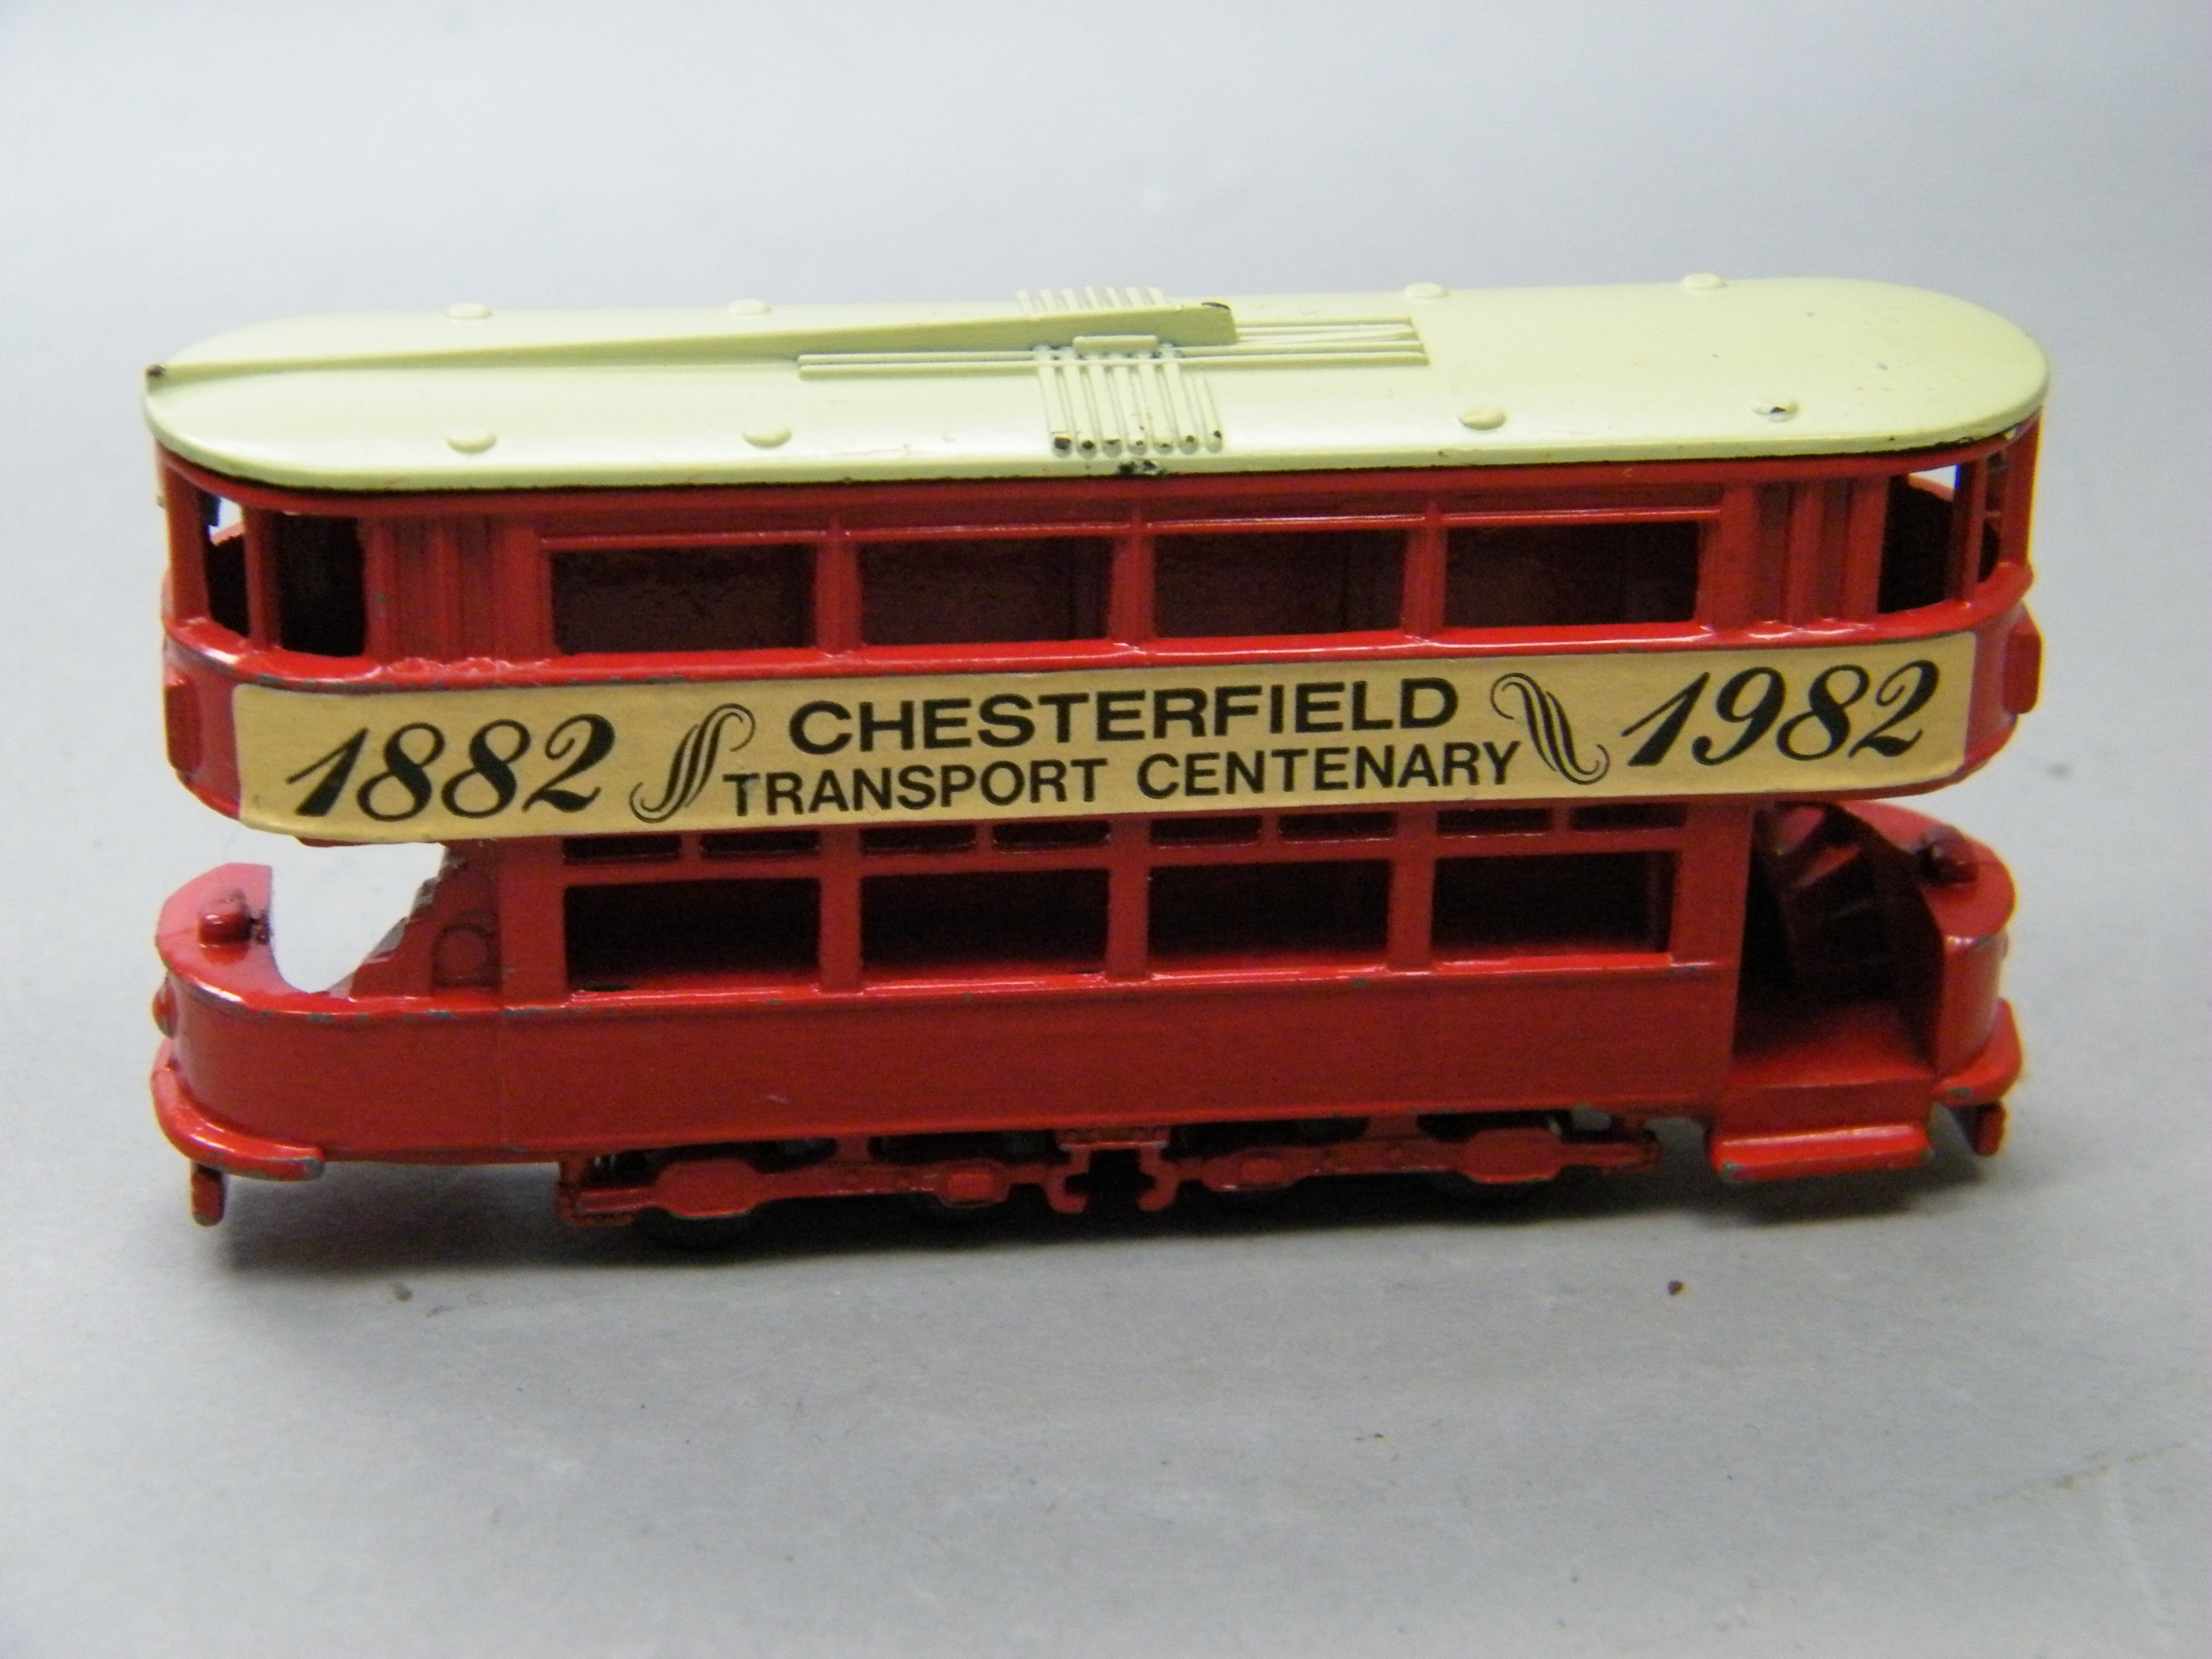 1882 CHESTERFIELD 1982
TRANSPORT CENTENARY